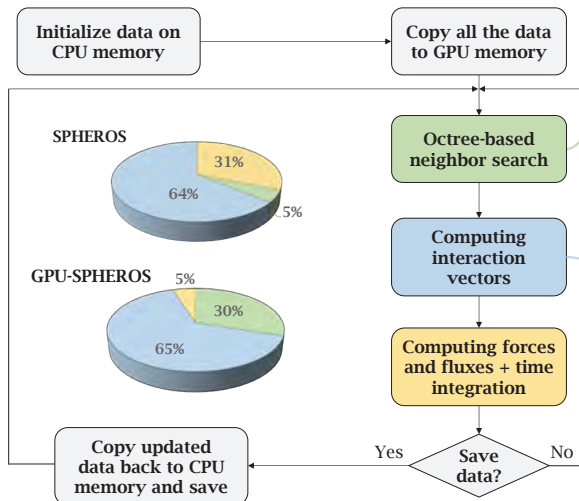 Initialize data on
CPU memory
Copy all the data
to GPU memory
SPHEROS
31%
64%
5%
Octree-based
neighbor search
Computing
interaction
vectors
GPU-SPHEROS
5%
30%
65%
Computing forces
and fluxes + time
integration
Copy updated
data back to CPU
memory and save
Yes
Save
data?
No